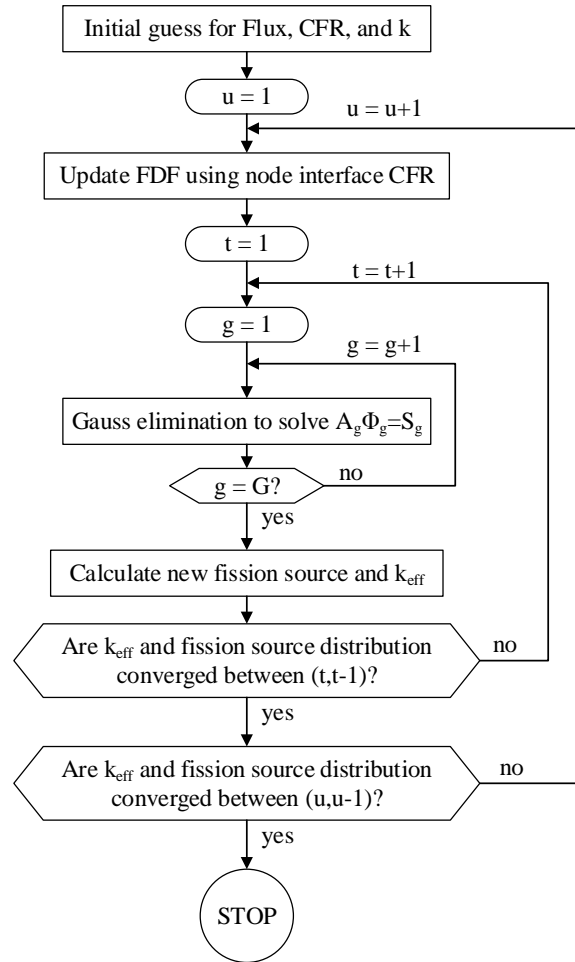 Initial guess for Flux, CFR, and k
u = 1
u = u+1
Update FDF using node interface CFR
t = 1
t = t+1
g = 1
g = g+1
Gauss elimination to solve A_gΦ_g=S_g
g = G?
no
yes
Calculate new fission source and k_eff
Are k_eff and fission source distribution
converged between (t,t-1)?
no
yes
Are k_eff and fission source distribution
converged between (u,u-1)?
no
yes
STOP